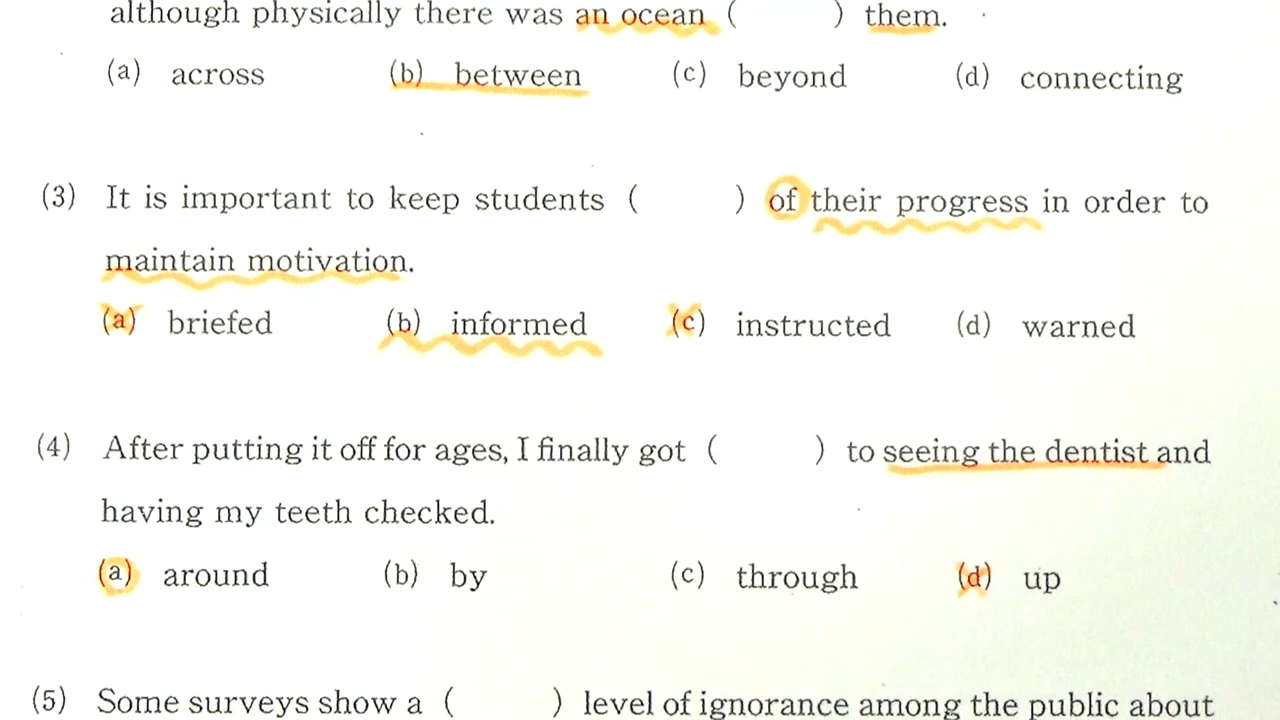 although physically there was an ocean (   ) them.
(a) across (b) between (c) beyond (d) connecting
(3) It is important to keep students (   ) of their progress in order to
maintain motivation.
(a) briefed (b) informed (c) instructed (d) warned
(4) After putting it off for ages, I finally got (   ) to seeing the dentist and
having my teeth checked.
(a) around (b) by (c) through (d) up
(5) Some surveys show a (   ) level of ignorance among the public about